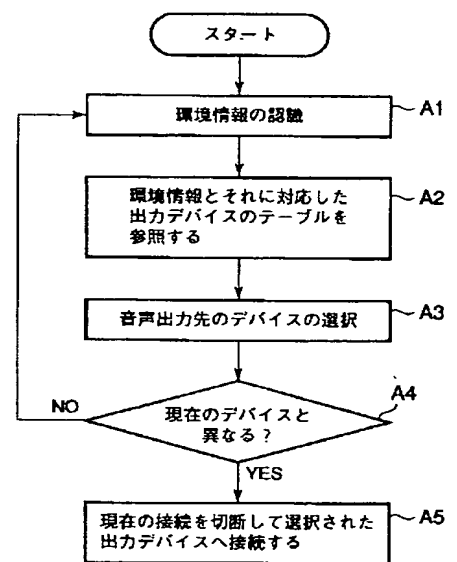 スタート
環境情報の認識
A1
環境情報とそれに対応した
出力デバイスのテーブルを
参照する
A2
音声出力先のデバイスの選択
A3
現在のデバイスと
異なる？
A4
NO
YES
現在の接続を切断して選択された
出力デバイスへ接続する
A5